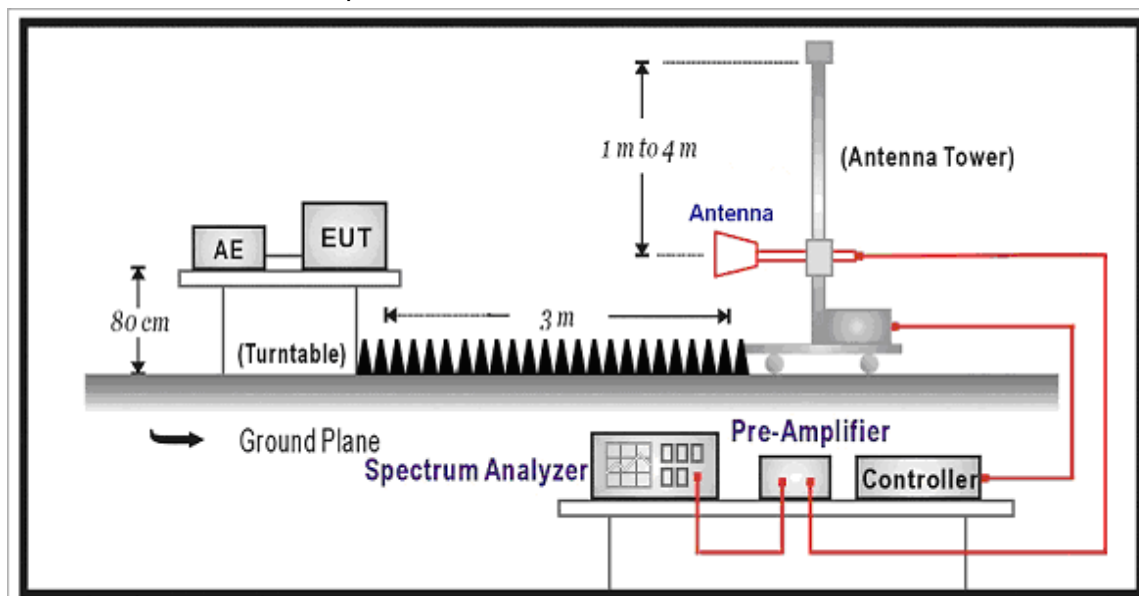 1 m to 4 m
(Antenna Tower)
Antenna
AE
EUT
80 cm
3 m
(Turntable)
Ground Plane
Pre-Amplifier
Spectrum Analyzer
Controller